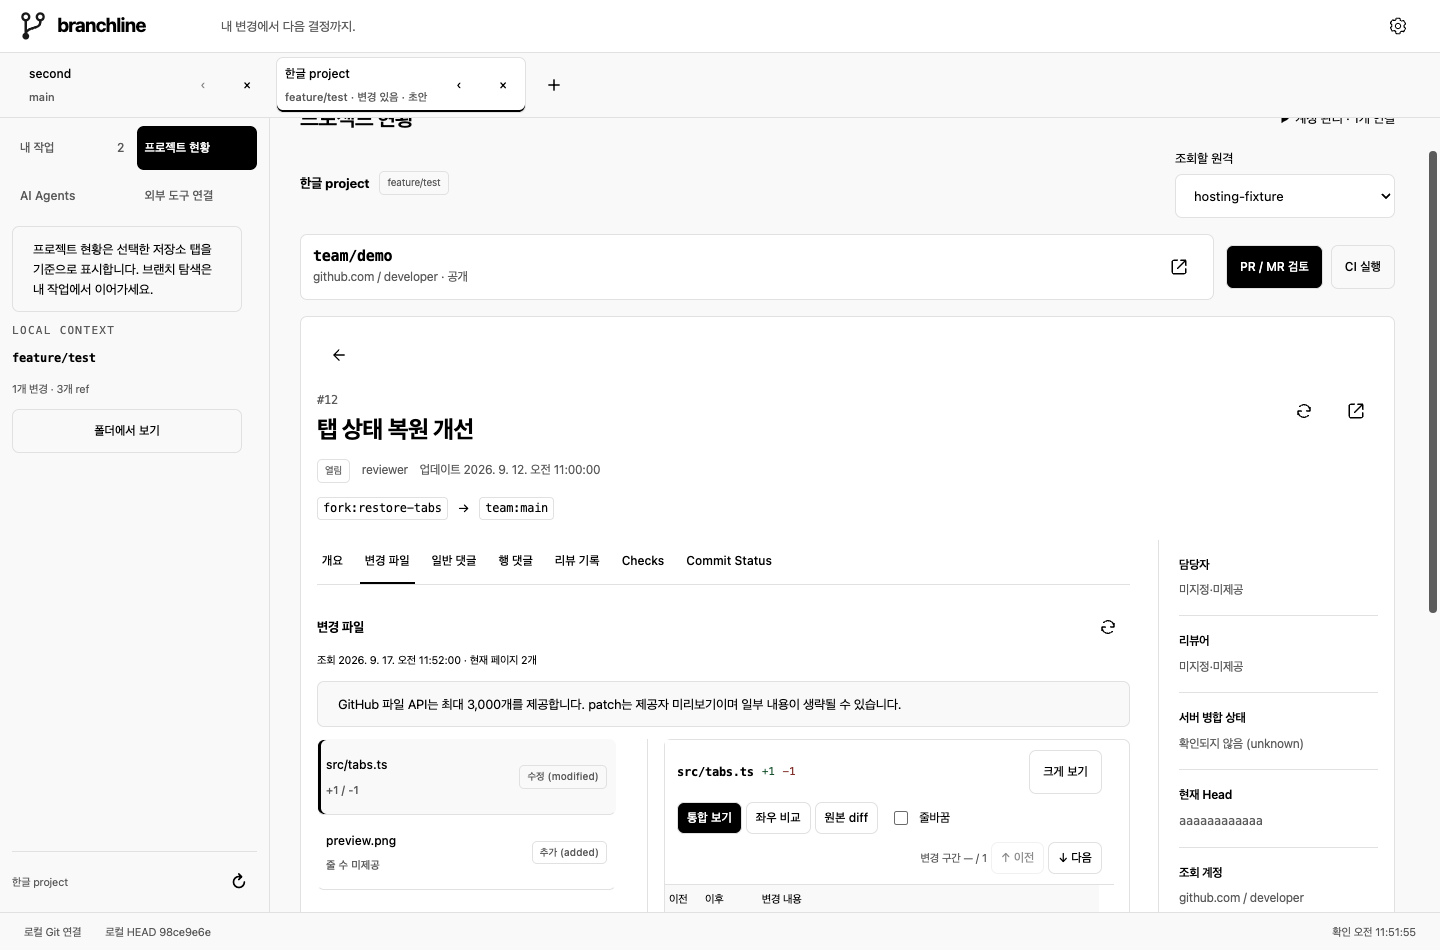 branchline
내 변경에서 다음 결정까지.
second
main
한글 project
feature/test · 변경 있음 · 초안
내 작업
2
프로젝트 현황
AI Agents
외부 도구 연결
프로젝트 현황은 선택한 저장소 탭을
기준으로 표시합니다. 브랜치 탐색은
내 작업에서 이어가세요.
LOCAL CONTEXT
feature/test
1개 변경 · 3개 ref
폴더에서 보기
한글 project
프로젝트 현황
계정 관리 · 1개 연결
한글 project
feature/test
조회할 원격
hosting-fixture
team/demo
github.com / developer · 공개
PR / MR 검토
CI 실행
#12
탭 상태 복원 개선
열림
reviewer
업데이트 2026. 9. 12. 오전 11:00:00
fork:restore-tabs → team:main
개요
변경 파일
일반 댓글
행 댓글
리뷰 기록
Checks
Commit Status
변경 파일
조회 2026. 9. 17. 오전 11:52:00 · 현재 페이지 2개
GitHub 파일 API는 최대 3,000개를 제공합니다. patch는 제공자 미리보기이며 일부 내용이 생략될 수 있습니다.
src/tabs.ts
+1 / -1
수정 (modified)
preview.png
줄 수 미제공
추가 (added)
src/tabs.ts +1 −1
크게 보기
통합 보기
좌우 비교
원본 diff
줄바꿈
변경 구간 — / 1
↑ 이전
↓ 다음
이전
이후
변경 내용
담당자
미지정·미제공
리뷰어
미지정·미제공
서버 병합 상태
확인되지 않음 (unknown)
현재 Head
aaaaaaaaaaaa
조회 계정
github.com / developer
로컬 Git 연결
로컬 HEAD 98ce9e6e
확인 오전 11:51:55